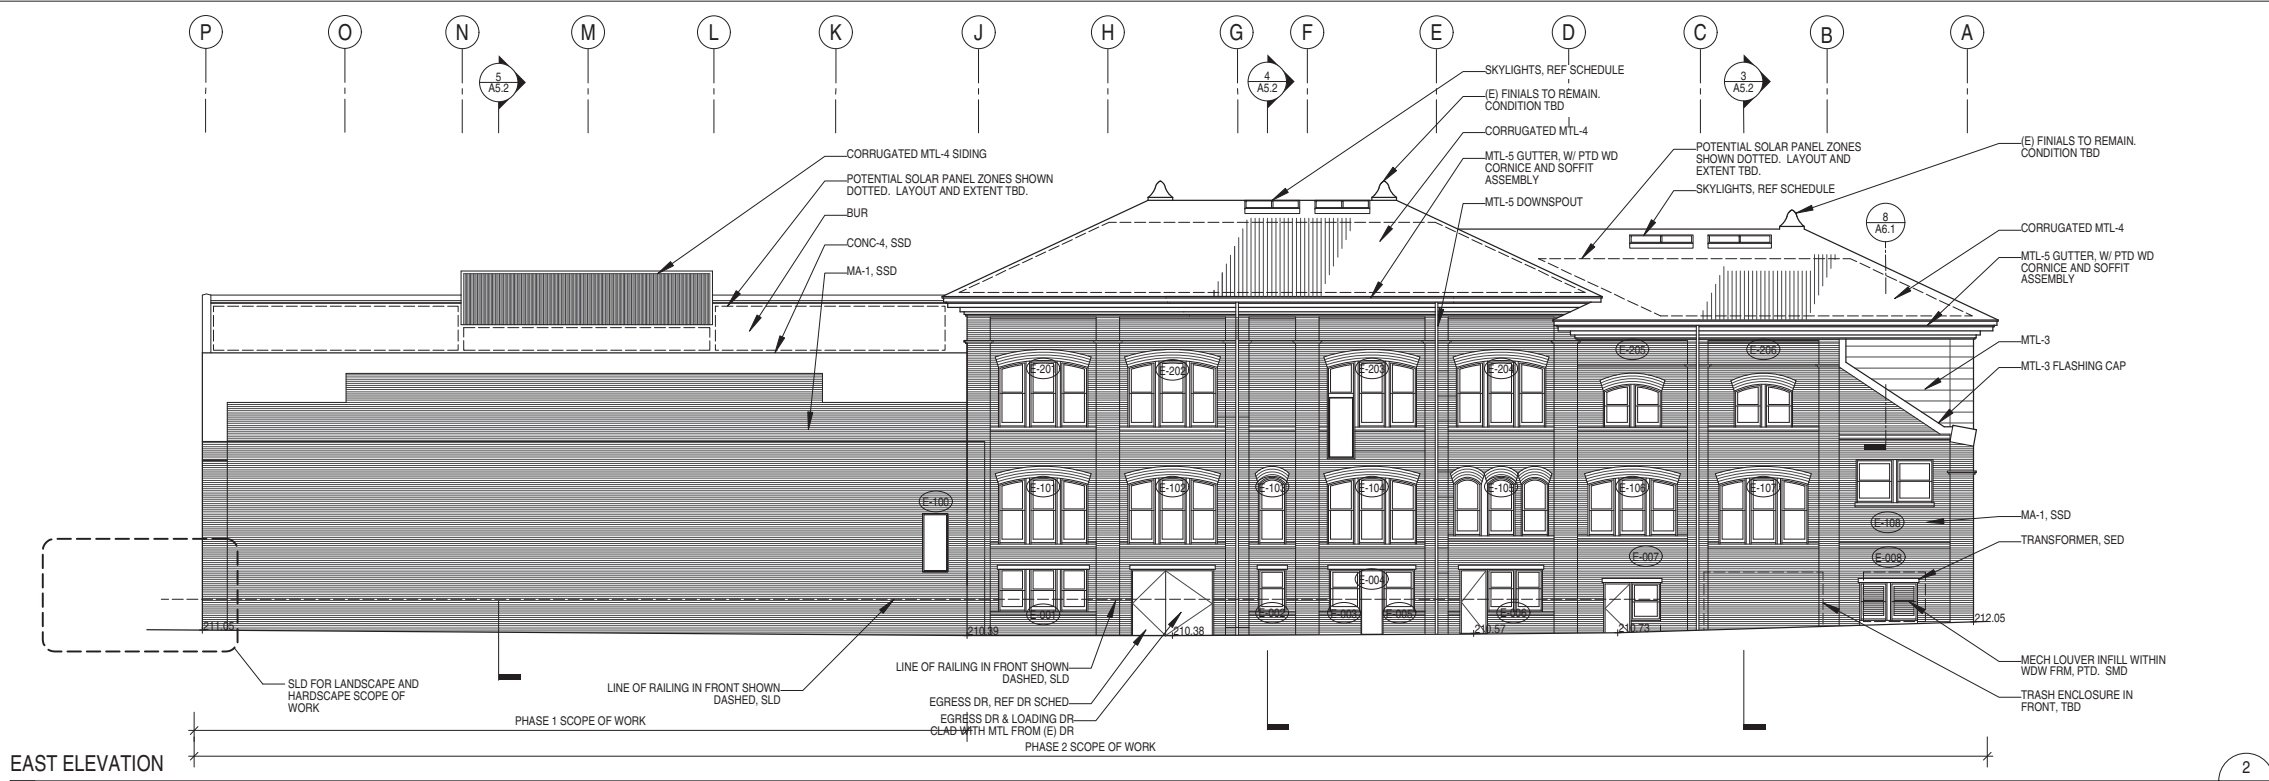 P O N M L K J H G F E D C B A
5
A5.2
4
A5.2
3
A5.2
SKYLIGHTS, REF SCHEDULE
(E) FINIALS TO REMAIN.
CONDITION TBD
CORRUGATED MTL-4
MTL-5 GUTTER, W/ PTD WD
CORNICE AND SOFFIT
ASSEMBLY
MTL-5 DOWNSPOUT
POTENTIAL SOLAR PANEL ZONES
SHOWN DOTTED. LAYOUT AND
EXTENT TBD.
SKYLIGHTS, REF SCHEDULE
(E) FINIALS TO REMAIN.
CONDITION TBD
8
A6.1
CORRUGATED MTL-4
MTL-5 GUTTER, W/ PTD WD
CORNICE AND SOFFIT
ASSEMBLY
MTL-3
MTL-3 FLASHING CAP
CORRUGATED MTL-4 SIDING
POTENTIAL SOLAR PANEL ZONES SHOWN
DOTTED. LAYOUT AND EXTENT TBD.
BUR
CONC-4, SSD
MA-1, SSD
E-201 E-202 E-203 E-204 E-205 E-206
E-100 E-101 E-102 E-103 E-104 E-105 E-106 E-107 E-108
E-001 E-002 E-003 E-004 E-005 E-006 E-007 E-008
MA-1, SSD
TRANSFORMER, SED
211.05 210.39 210.38 210.57 210.73 212.05
MECH LOUVER INFILL WITHIN
WDW FRM, PTD. SMD
TRASH ENCLOSURE IN
FRONT, TBD
SLD FOR LANDSCAPE AND
HARDSCAPE SCOPE OF
WORK
LINE OF RAILING IN FRONT SHOWN
DASHED, SLD
LINE OF RAILING IN FRONT SHOWN
DASHED, SLD
EGRESS DR, REF DR SCHED
EGRESS DR & LOADING DR
CLAD WITH MTL FROM (E) DR
PHASE 1 SCOPE OF WORK
PHASE 2 SCOPE OF WORK
EAST ELEVATION
2